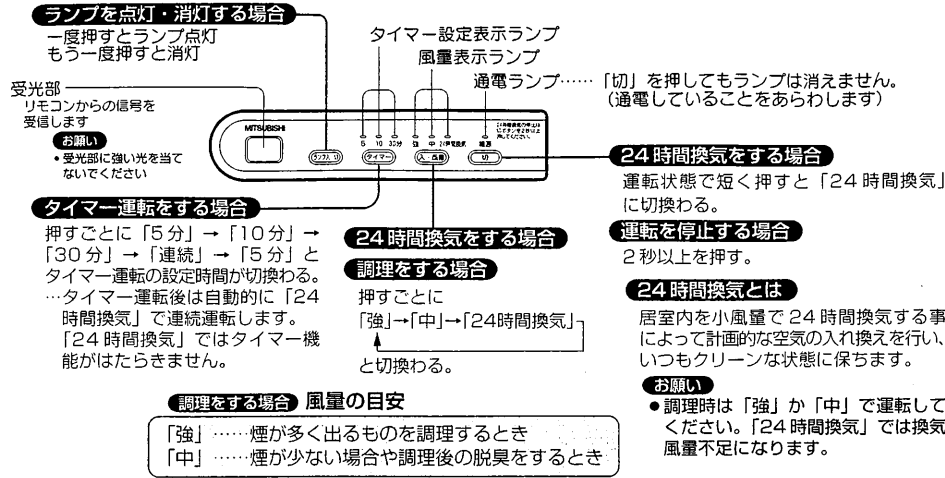 ランプを点灯・消灯する場合
一度押すとランプ点灯
もう一度押すと消灯
タイマー設定表示ランプ
風量表示ランプ
通電ランプ……「切」を押してもランプは消えません。
（通電していることをあらわします）
受光部
リモコンからの信号を
受信します
お願い
・受光部に強い光を当て
ないでください
MITSUBISHI
5 10 30分 強 中 24時間換気
タイマー
入・風量
切
タイマー運転をする場合
押すごとに「5分」→「10分」→
「30分」→「連続」→「5分」と
タイマー運転の設定時間が切換わる。
…タイマー運転後は自動的に「24
時間換気」で連続運転します。
「24時間換気」ではタイマー機
能がはたらきません。
24時間換気をする場合
調理をする場合
押すごとに
「強」→「中」→「24時間換気」
と切換わる。
24時間換気をする場合
運転状態で短く押すと「24時間換気」
に切換わる。
運転を停止する場合
2秒以上を押す。
24時間換気とは
居室内を小風量で24時間換気する事
によって計画的な空気の入れ換えを行い、
いつもクリーンな状態に保ちます。
お願い
●調理時は「強」か「中」で運転して
ください。「24時間換気」では換気
風量不足になります。
調理をする場合 風量の目安
「強」……煙が多く出るものを調理するとき
「中」……煙が少ない場合や調理後の脱臭をするとき